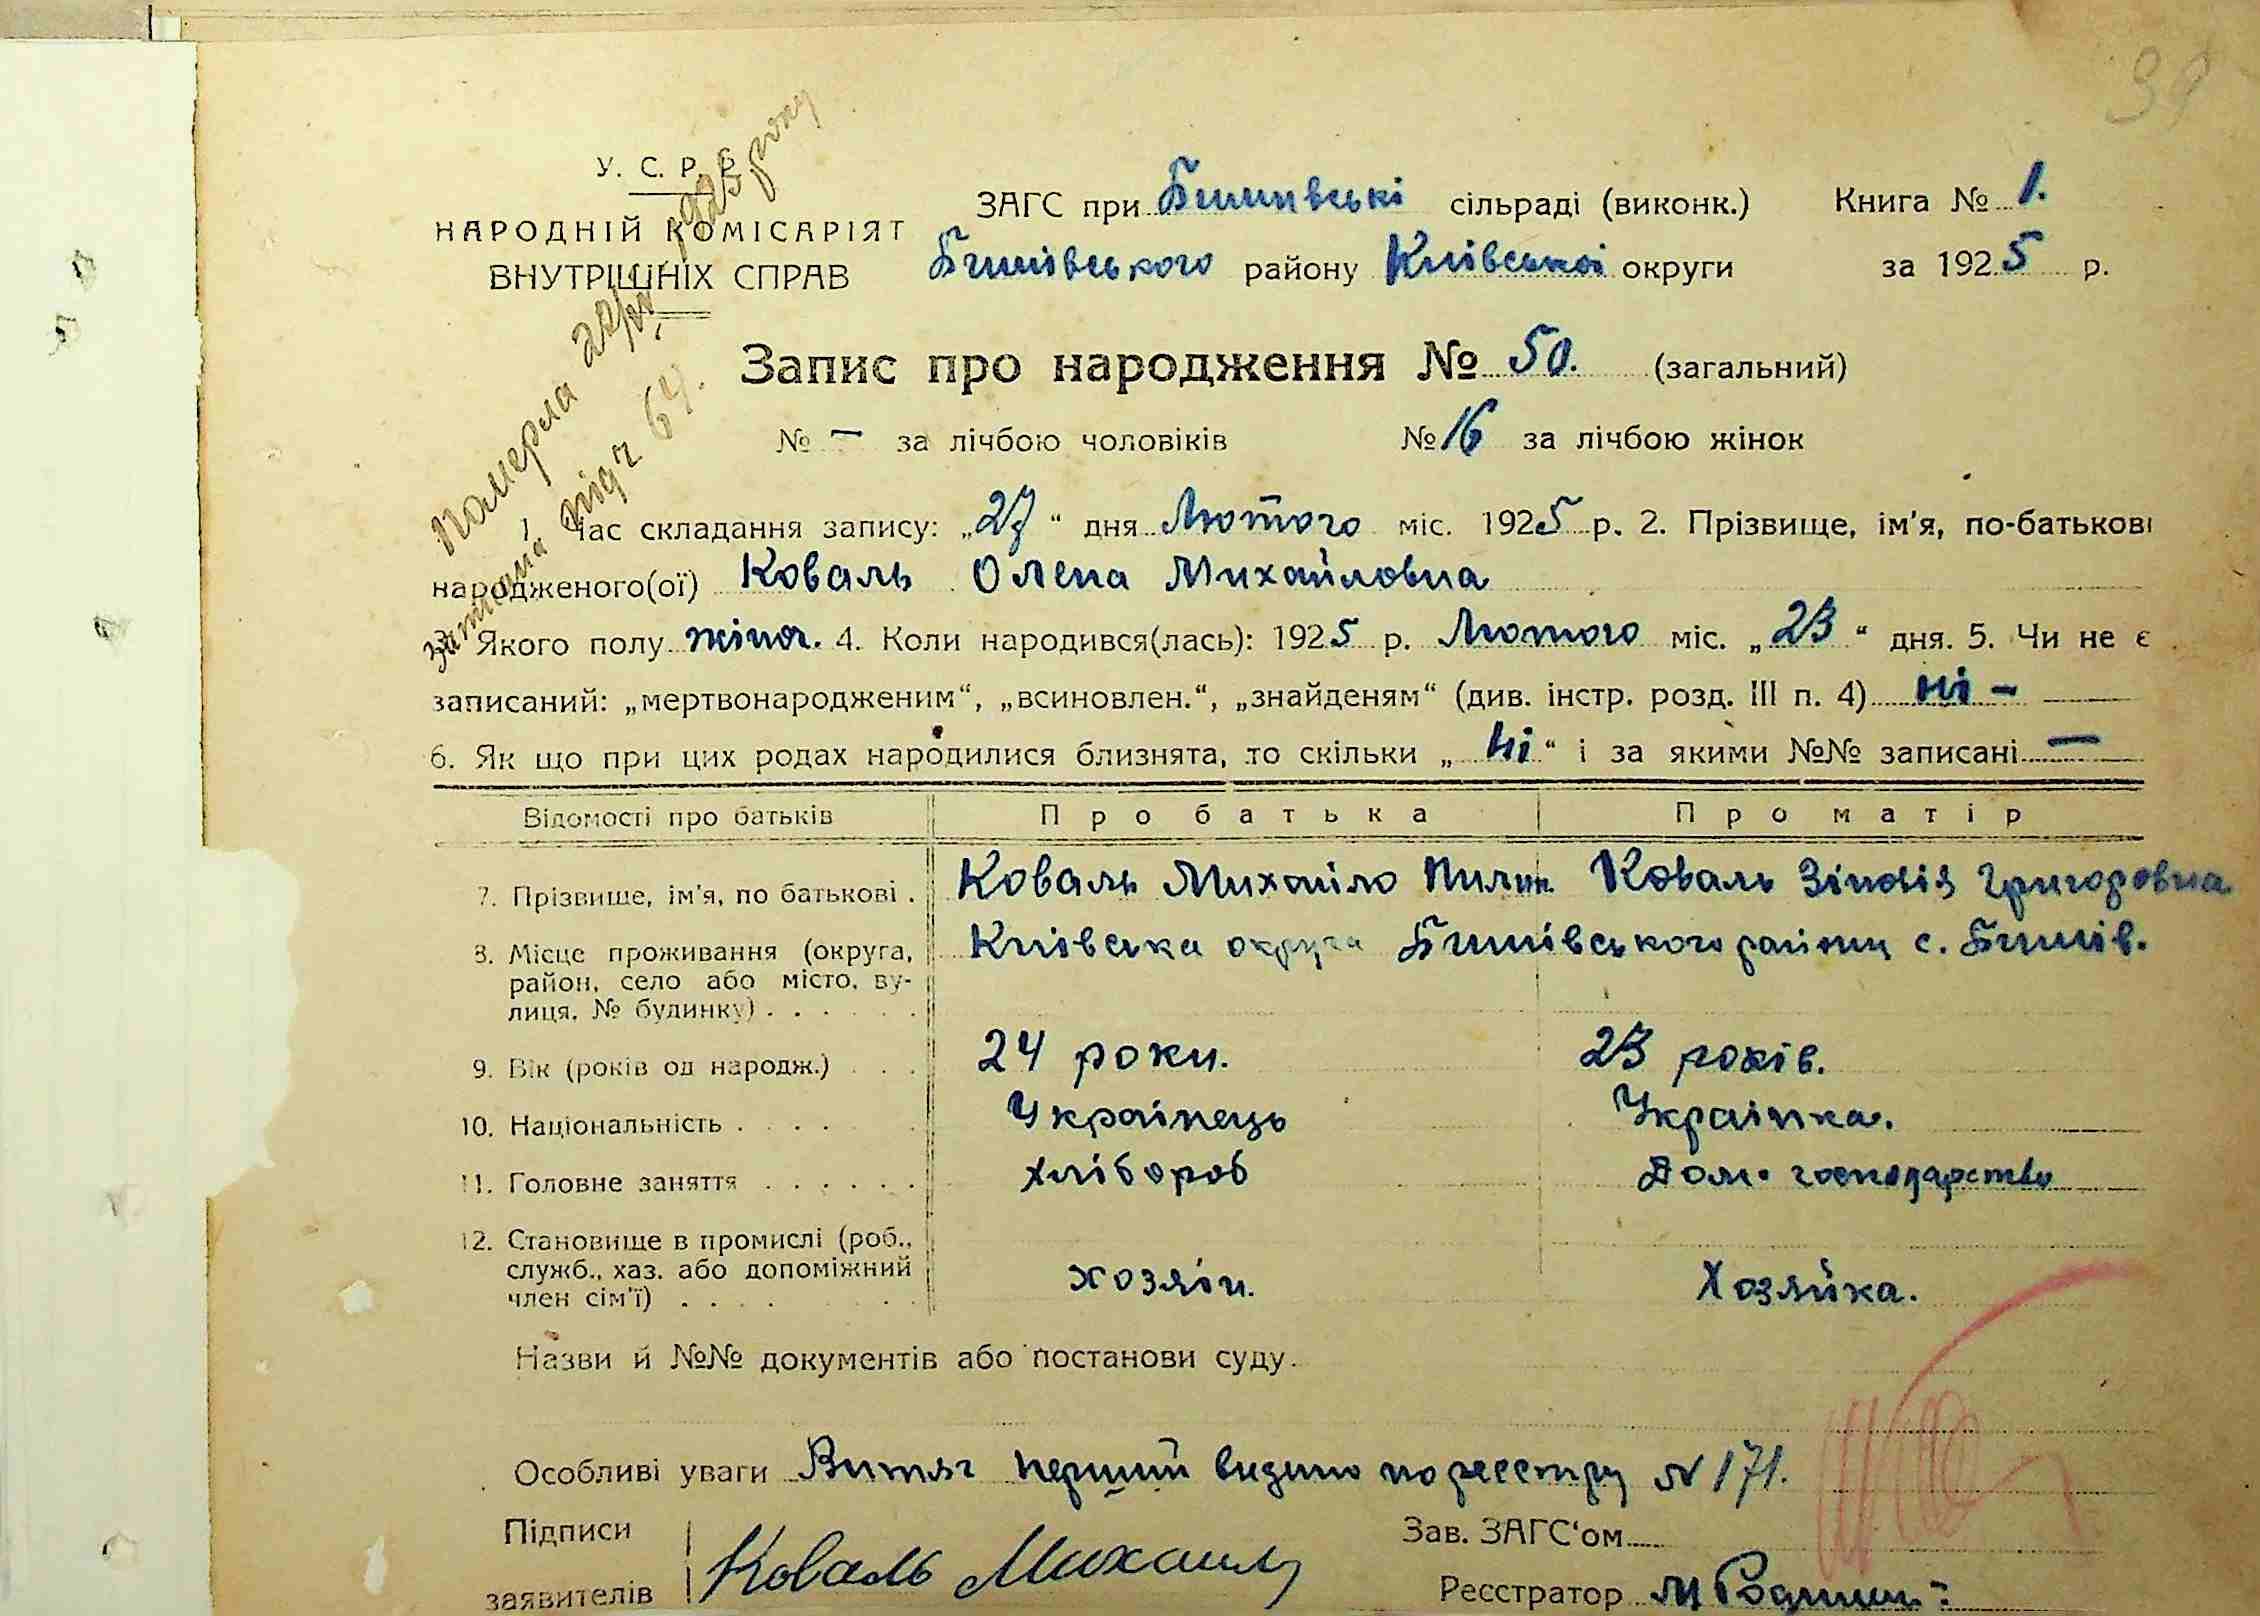 39
У. С. Р. Р.
НАРОДНІЙ КОМІСАРІЯТ
ВНУТРІШНІХ СПРАВ
ЗАГС при Бишівські сільраді (виконк.) Книга № 1.
Бишівського району Київської округи за 1925 р.
Запис про народження № 50. (загальний)
№ — за лічбою чоловіків № 16 за лічбою жінок
померла 1925 року
записана під ч 64.
1 Час складання запису: „27“ дня Лютого міс. 1925 р. 2. Прізвище, ім'я, по-батькові
народженого(ої) Коваль Олена Михайловна
Якого полу жіноч. 4. Коли народився(лась): 1925 р. Лютого міс. „23“ дня. 5. Чи не є
записаний: „мертвонародженим“, „всиновлен.“, „знайденям“ (див. інстр. розд. III п. 4) ні —
6. Як що при цих родах народилися близнята, то скільки „ні“ і за якими №№ записані —
Відомості про батьків Про батька Про матір
7. Прізвище, ім'я, по батькові . Коваль Михайло Пилип. Коваль Зіновія Григоровна
8. Місце проживання (округа, Київська округа Бишівського району с. Бишів.
район, село або місто, ву-
лиця, № будинку) . . . . . .
9. Вік (років од народж.) . . . 24 роки. 23 років.
10. Національність . . . . . Українець Українка.
11. Головне заняття . . . . . . Хлібороб Дом. господарство
12. Становище в промислі (роб.,
служб., хаз. або допоміжний хозяін. Хозяйка.
член сім'ї) . . . . . . .
Назви й №№ документів або постанови суду.
Особливі уваги Витяг перший видано по реєстру № 171.
Підписи Зав. ЗАГС'ом
заявителів Коваль Михаил
Реєстратор М